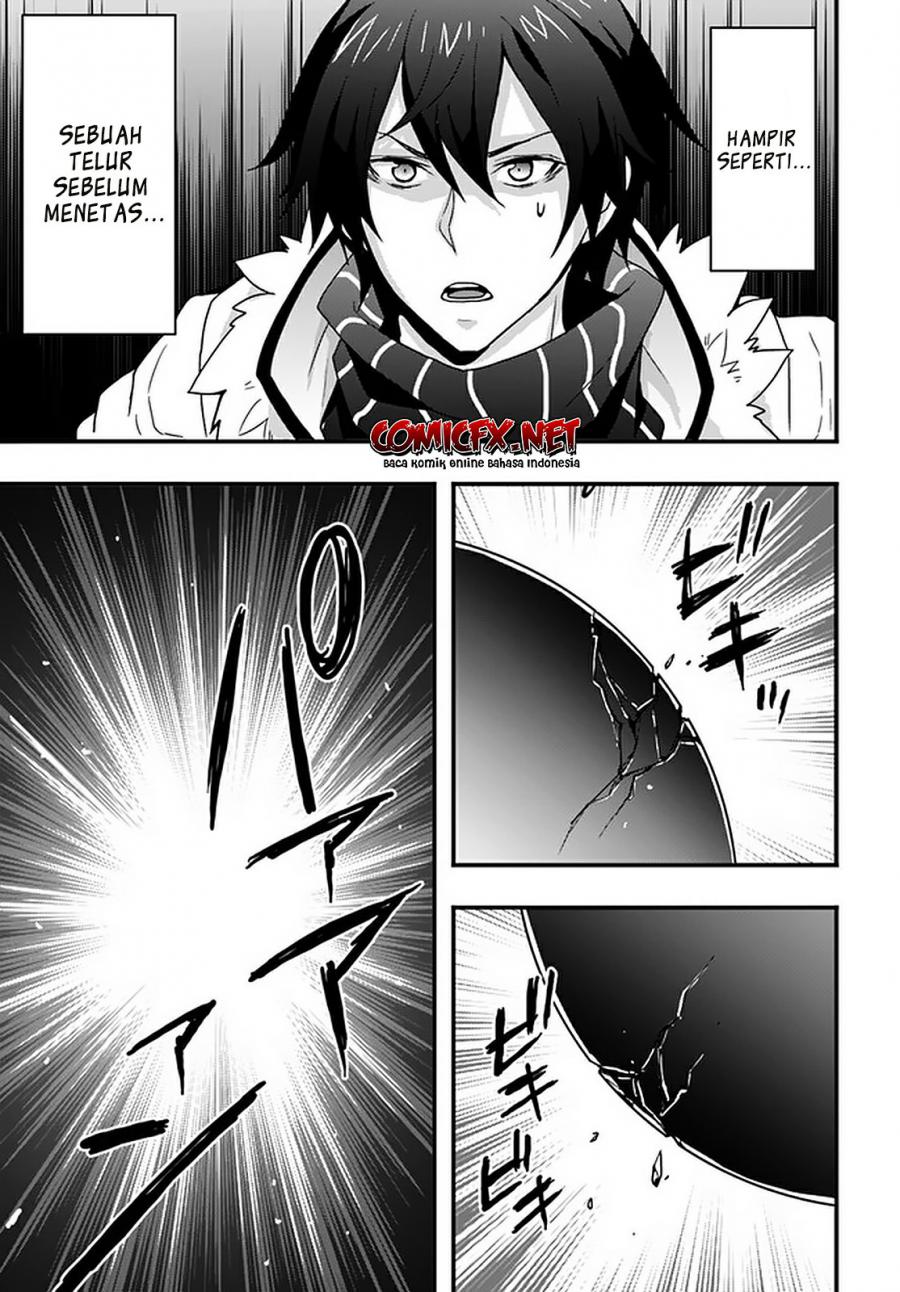 HAMPIR
SEPERTI...
SEBUAH
TELUR
SEBELUM
MENETAS...
COMICFX.NET
Baca Komik Online Bahasa Indonesia
ビキ
ビキ
ビキ
パアアアン